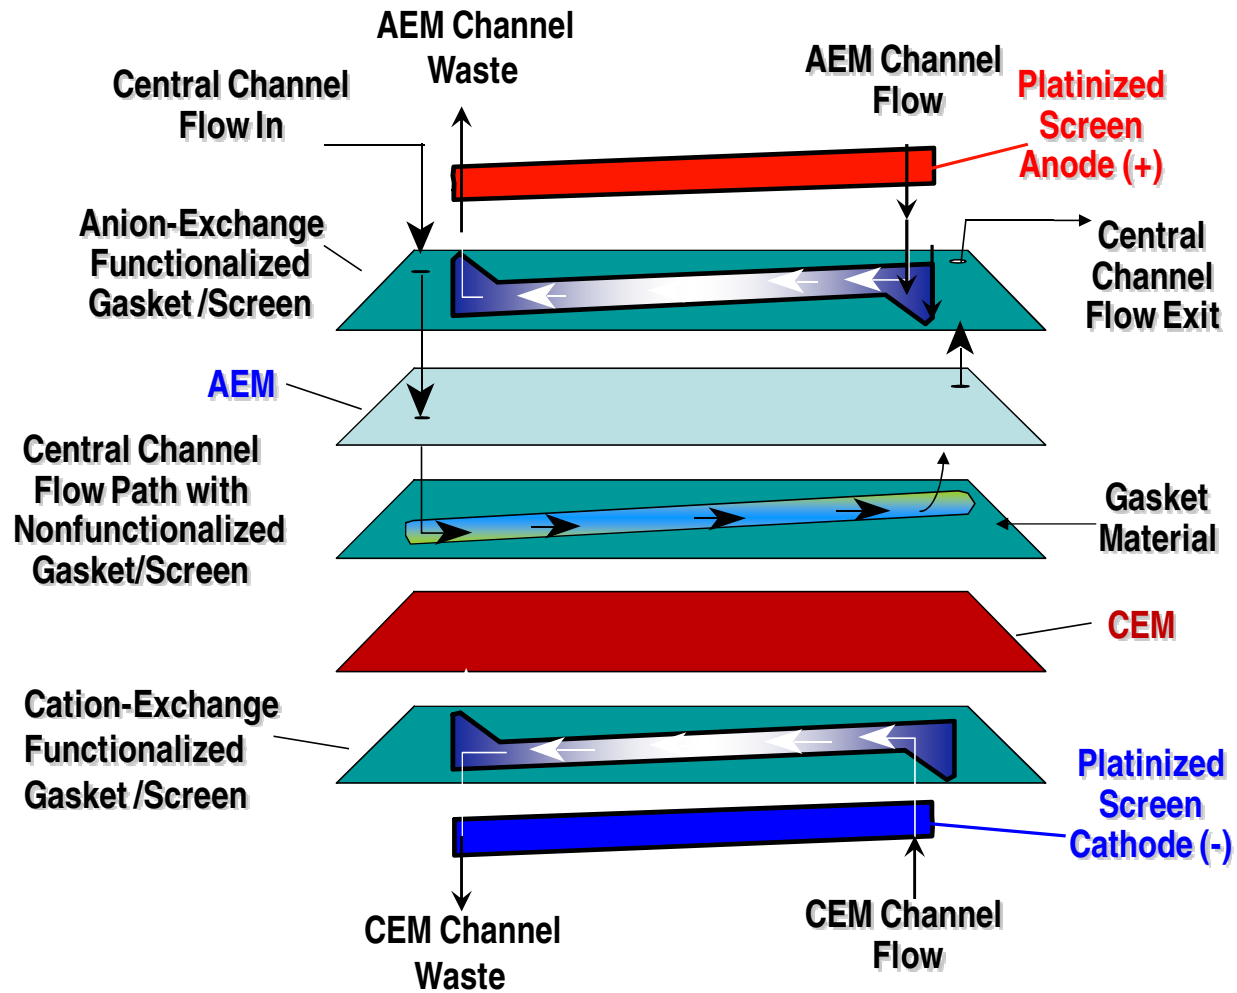 AEM Channel
Waste
Central Channel
Flow In
AEM Channel
Flow
Platinized
Screen
Anode (+)
Anion-Exchange
Functionalized
Gasket /Screen
Central
Channel
Flow Exit
AEM
Central Channel
Flow Path with
Nonfunctionalized
Gasket/Screen
Gasket
Material
CEM
Cation-Exchange
Functionalized
Gasket /Screen
Platinized
Screen
Cathode (-)
CEM Channel
Waste
CEM Channel
Flow